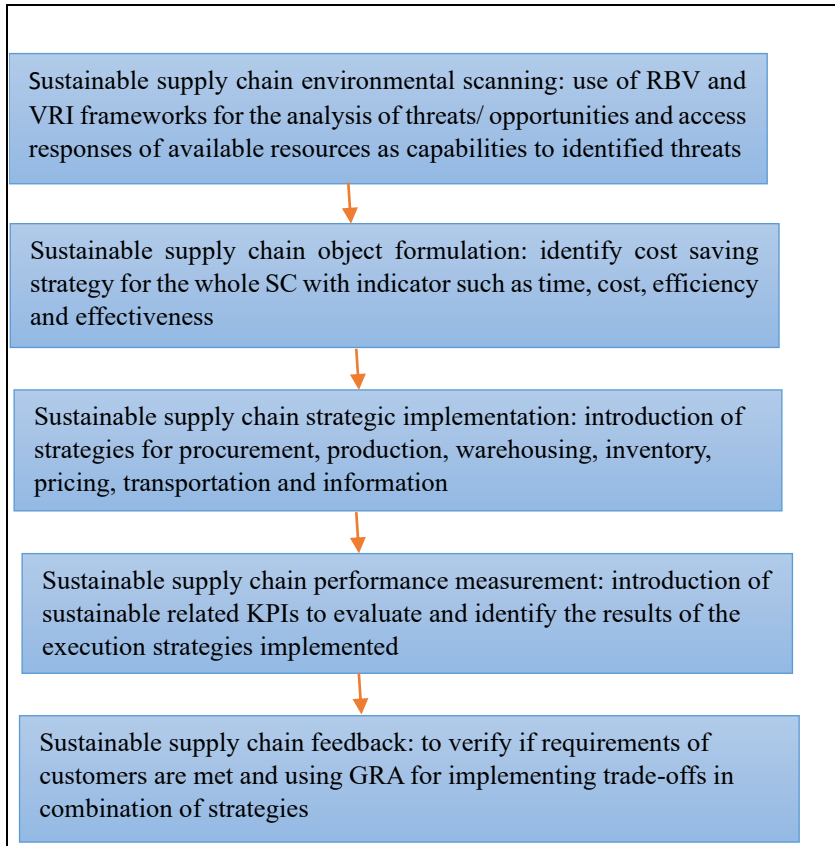 Sustainable supply chain environmental scanning: use of RBV and
VRI frameworks for the analysis of threats/ opportunities and access
responses of available resources as capabilities to identified threats
Sustainable supply chain object formulation: identify cost saving
strategy for the whole SC with indicator such as time, cost, efficiency
and effectiveness
Sustainable supply chain strategic implementation: introduction of
strategies for procurement, production, warehousing, inventory,
pricing, transportation and information
Sustainable supply chain performance measurement: introduction of
sustainable related KPIs to evaluate and identify the results of the
execution strategies implemented
Sustainable supply chain feedback: to verify if requirements of
customers are met and using GRA for implementing trade-offs in
combination of strategies